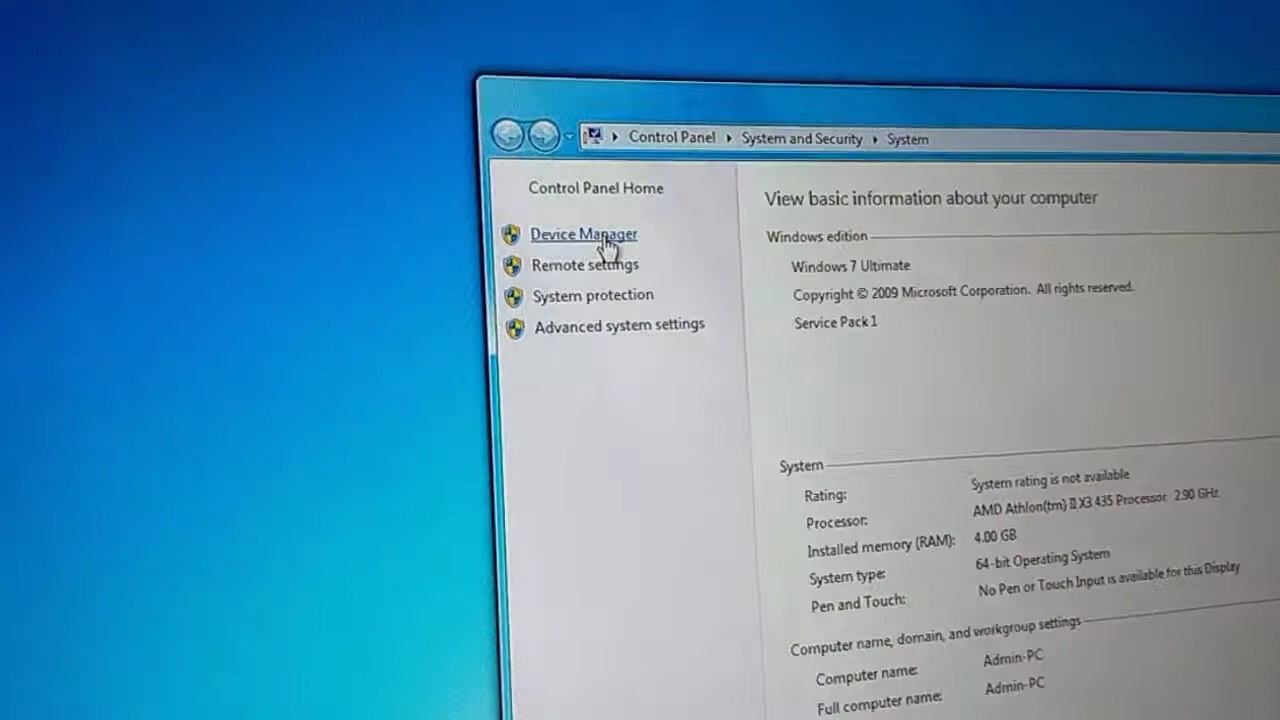 Control Panel System and Security System
Control Panel Home
Device Manager
Remote settings
System protection
Advanced system settings
View basic information about your computer
Windows edition
Windows 7 Ultimate
Copyright © 2009 Microsoft Corporation. All rights reserved.
Service Pack 1
System
Rating: System rating is not available
Processor: AMD Athlon(tm) II X3 435 Processor 2.90 GHz
Installed memory (RAM): 4.00 GB
System type: 64-bit Operating System
Pen and Touch: No Pen or Touch Input is available for this Display
Computer name, domain, and workgroup settings
Computer name: Admin-PC
Full computer name: Admin-PC